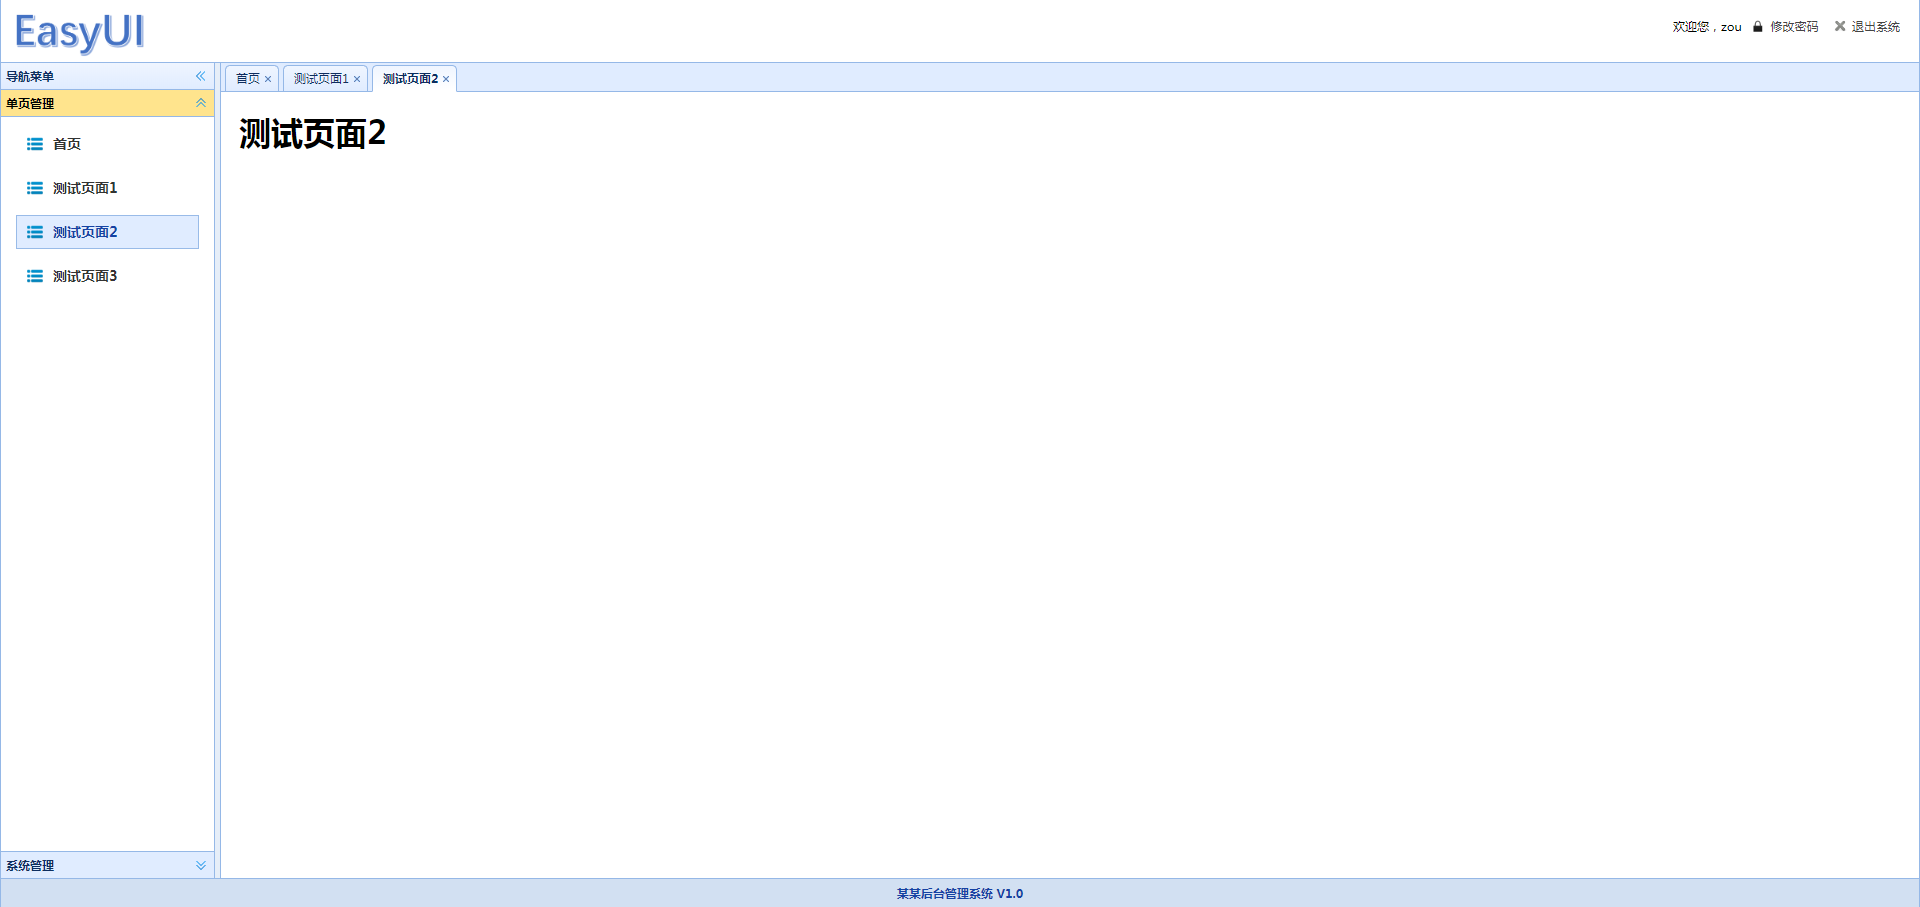 EasyUI
欢迎您，zou 修改密码 退出系统
导航菜单
单页管理
首页
测试页面1
测试页面2
测试页面3
系统管理
首页 测试页面1 测试页面2
测试页面2
某某后台管理系统 V1.0